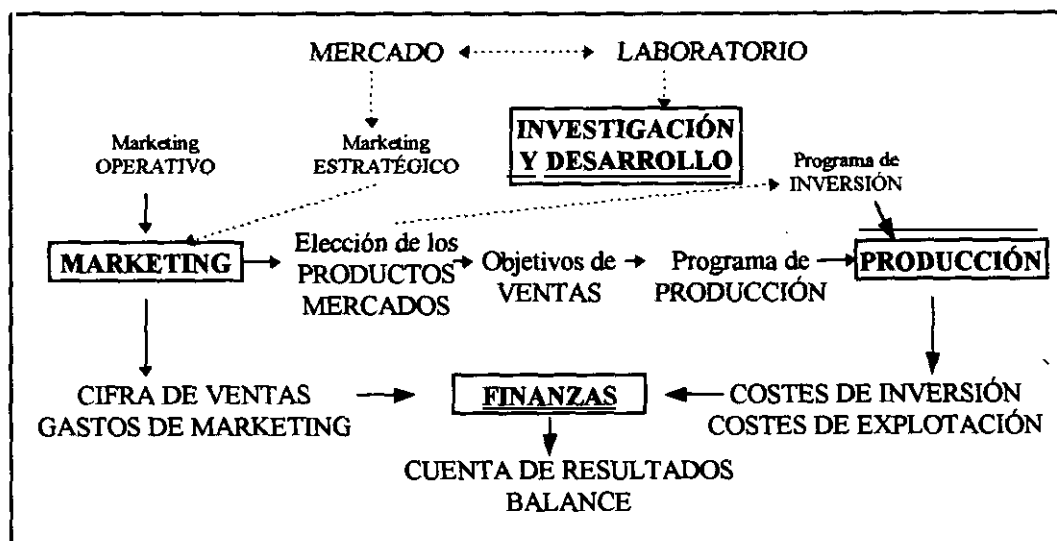 MERCADO LABORATORIO
INVESTIGACIÓN
Y DESARROLLO
Marketing
OPERATIVO
Marketing
ESTRATÉGICO
Programa de
INVERSIÓN
MARKETING
Elección de los
PRODUCTOS
MERCADOS
Objetivos de
VENTAS
Programa de
PRODUCCIÓN
PRODUCCIÓN
CIFRA DE VENTAS
GASTOS DE MARKETING
FINANZAS
COSTES DE INVERSIÓN
COSTES DE EXPLOTACIÓN
CUENTA DE RESULTADOS
BALANCE